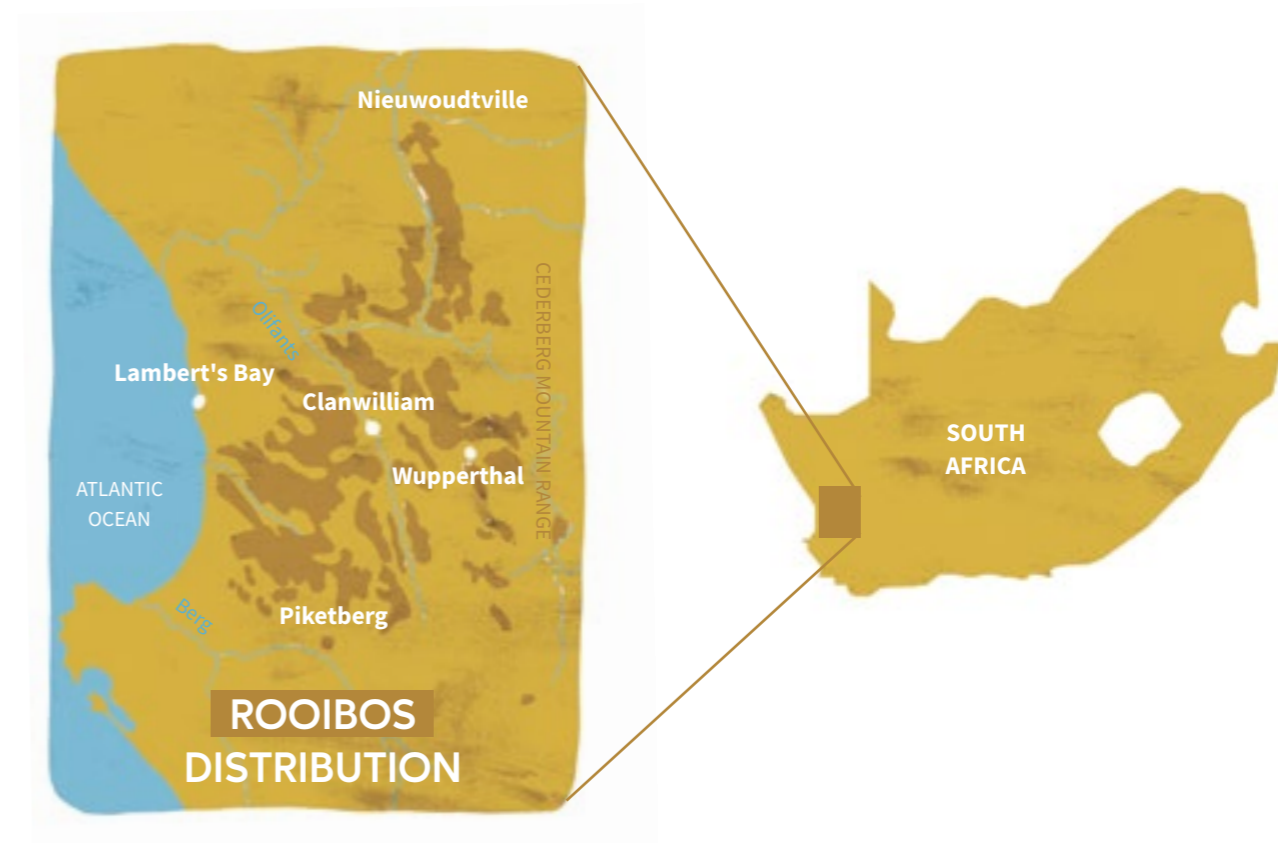 Nieuwoudtville
CEDERBERG MOUNTAIN RANGE
Olifants
Lambert's Bay
Clanwilliam
Wupperthal
ATLANTIC
OCEAN
Berg
Piketberg
ROOIBOS
DISTRIBUTION
SOUTH
AFRICA